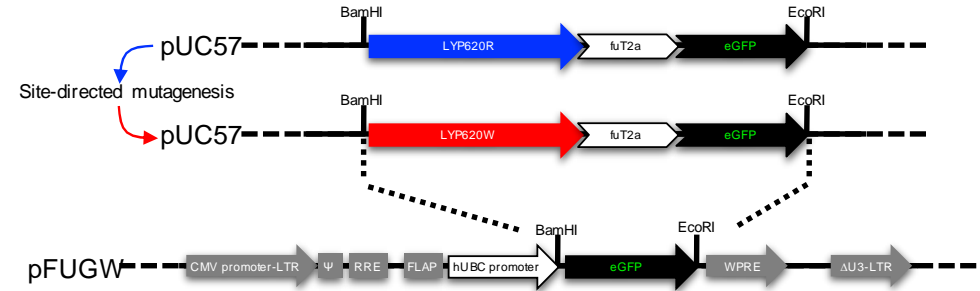 BamHI EcoRI
pUC57 LYP620R fuT2a eGFP
Site-directed mutagenesis
BamHI EcoRI
pUC57 LYP620W fuT2a eGFP
BamHI EcoRI
pFUGW CMV promoter-LTR Ψ RRE FLAP hUBC promoter eGFP WPRE ΔU3-LTR